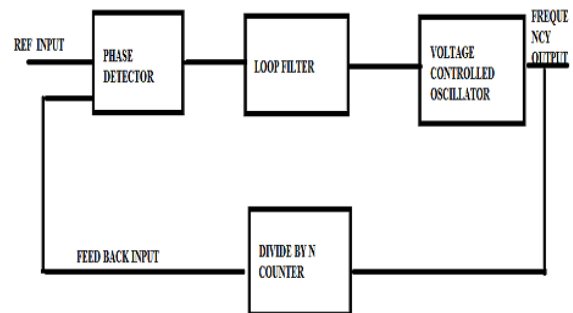 REF INPUT
PHASE
DETECTOR
LOOP FILTER
VOLTAGE
CONTROLLED
OSCILLATOR
FREQUE
NCY
OUTPUT
FEED BACK INPUT
DIVIDE BY N
COUNTER